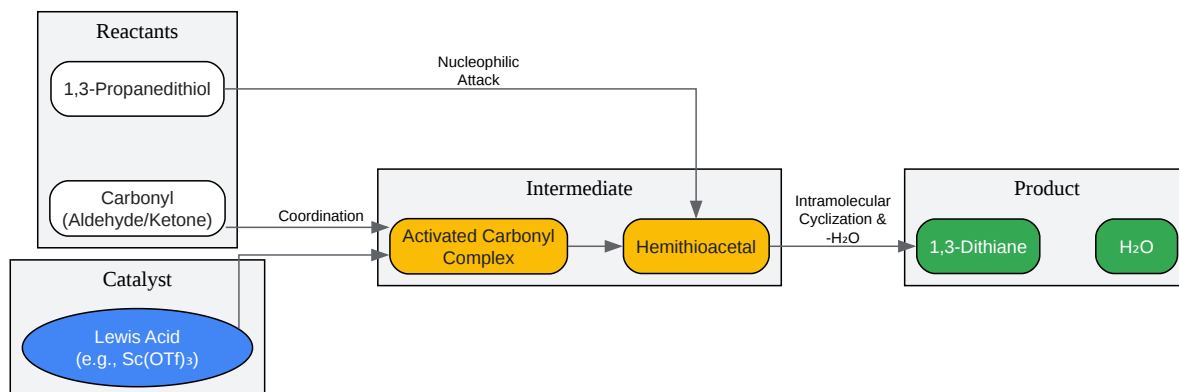 Reactants
1,3-Propanedithiol
Carbonyl
(Aldehyde/Ketone)
Catalyst
Lewis Acid
(e.g., Sc(OTf)₃)
Nucleophilic
Attack
Coordination
Intermediate
Activated Carbonyl
Complex
Hemithioacetal
Intramolecular
Cyclization &
-H₂O
Product
1,3-Dithiane
H₂O